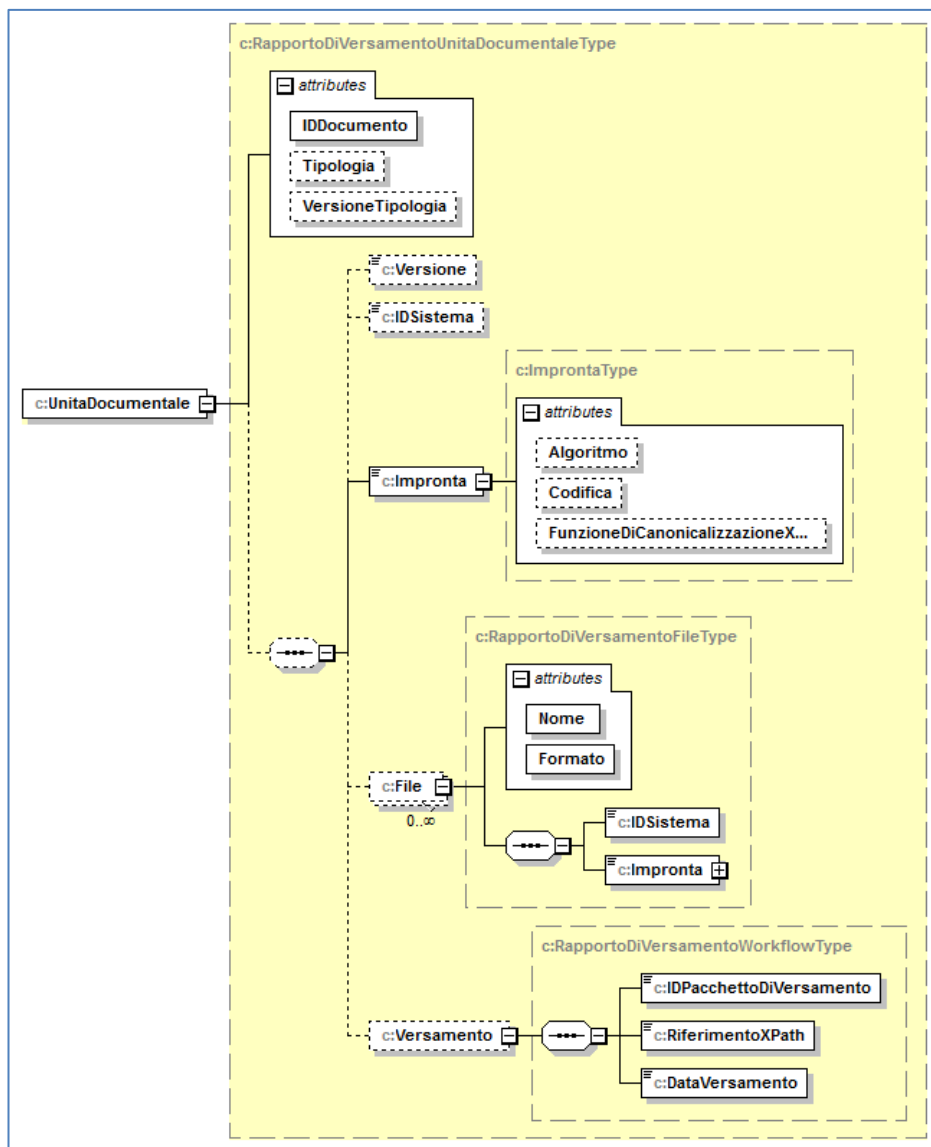 c:RapportoDiVersamentoUnitaDocumentaleType
attributes
IDDocumento
Tipologia
VersioneTipologia
c:Versione
c:IDSistema
c:UnitaDocumentale
c:ImprontaType
attributes
Algoritmo
c:Impronta
Codifica
FunzioneDiCanonicalizzazioneX...
c:RapportoDiVersamentoFileType
attributes
Nome
Formato
c:File
0..∞
c:IDSistema
c:Impronta
c:RapportoDiVersamentoWorkflowType
c:IDPacchettoDiVersamento
c:Versamento
c:RiferimentoXPath
c:DataVersamento